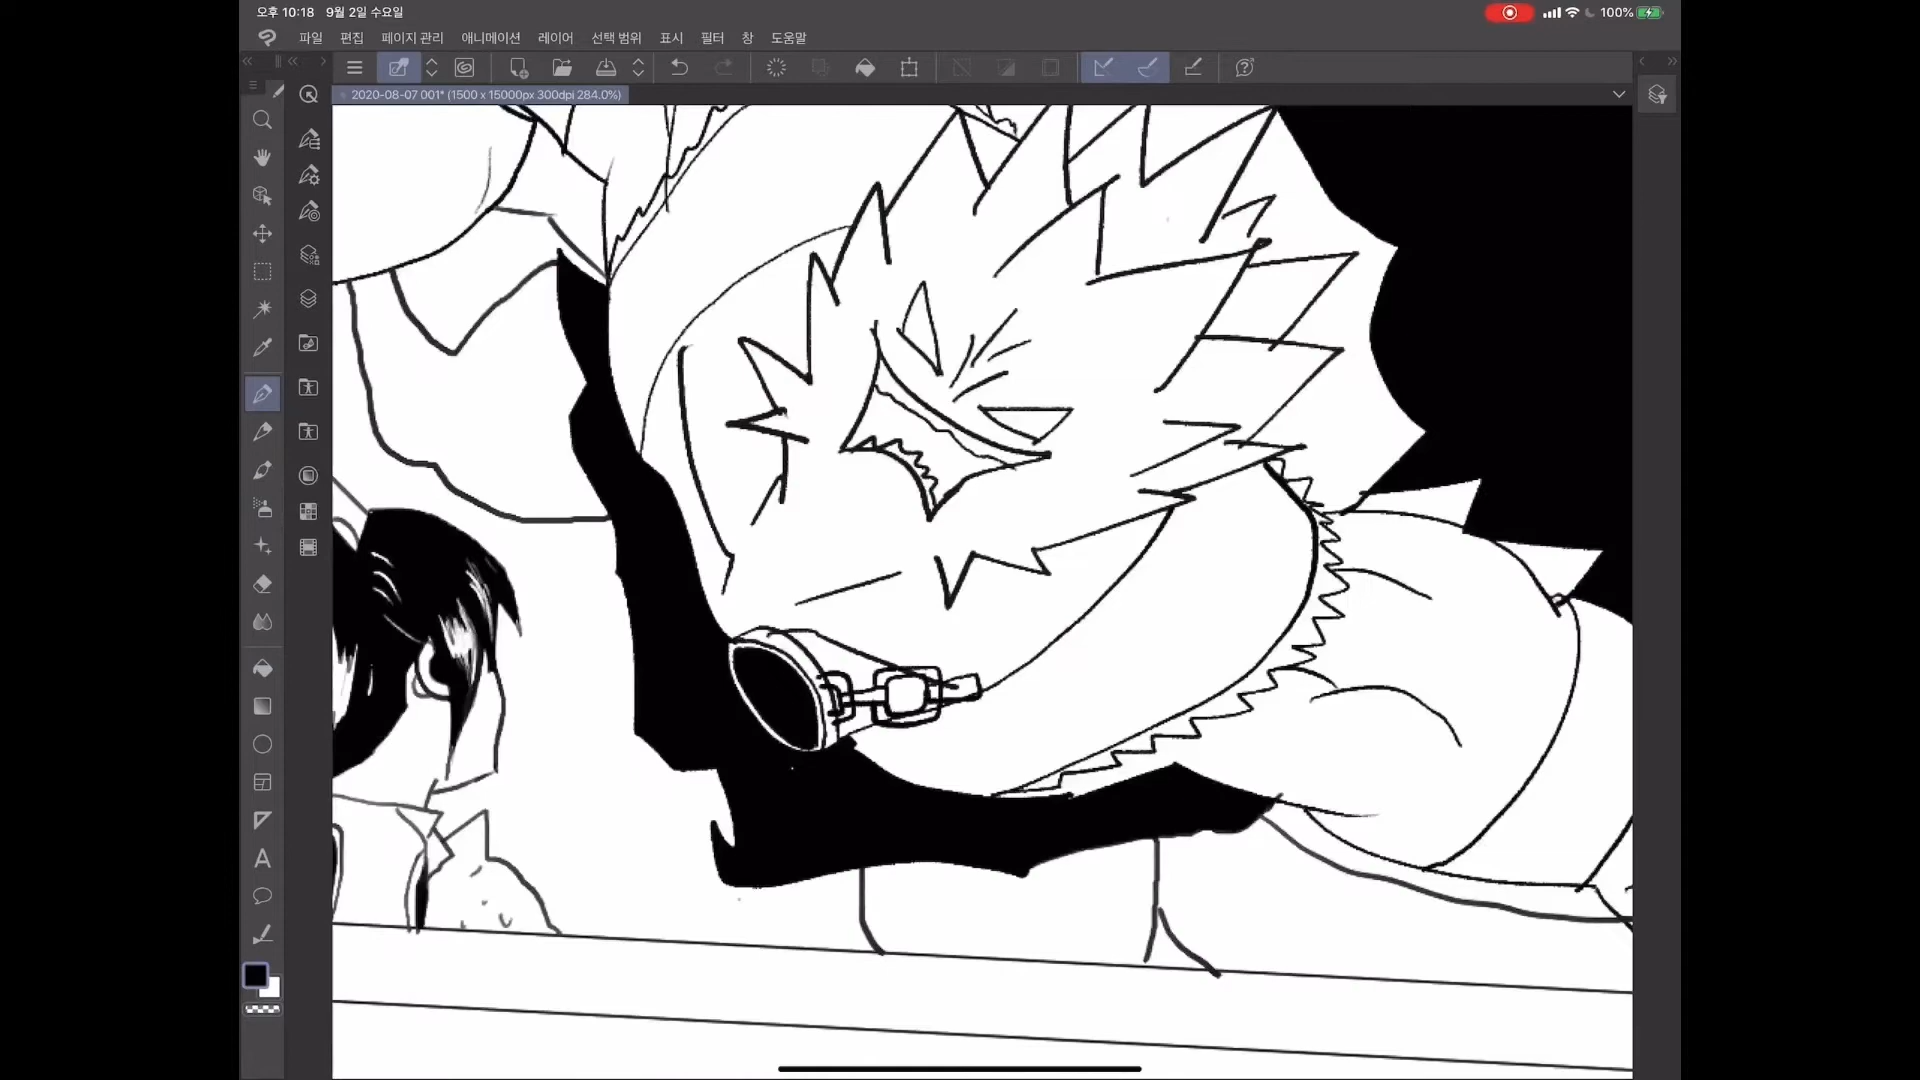 오후 10:18 9월 2일 수요일
100%
파일 편집 페이지 관리 애니메이션 레이어 선택 범위 표시 필터 창 도움말
2020-08-07 001* (1500 x 15000px 300dpi 284.0%)